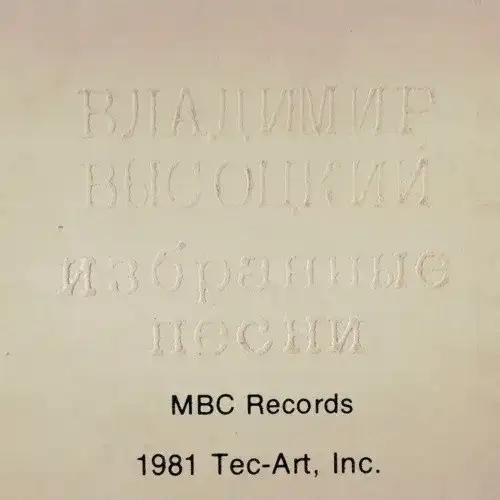 ВЛАДИМИР
ВЫСОЦКИЙ
избранные
песни
MBC Records
1981 Tec-Art, Inc.